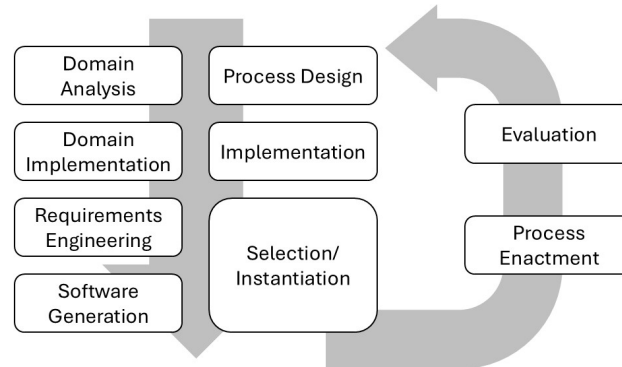 Domain
Analysis
Process Design
Domain
Implementation
Implementation
Requirements
Engineering
Selection/
Instantiation
Software
Generation
Evaluation
Process
Enactment